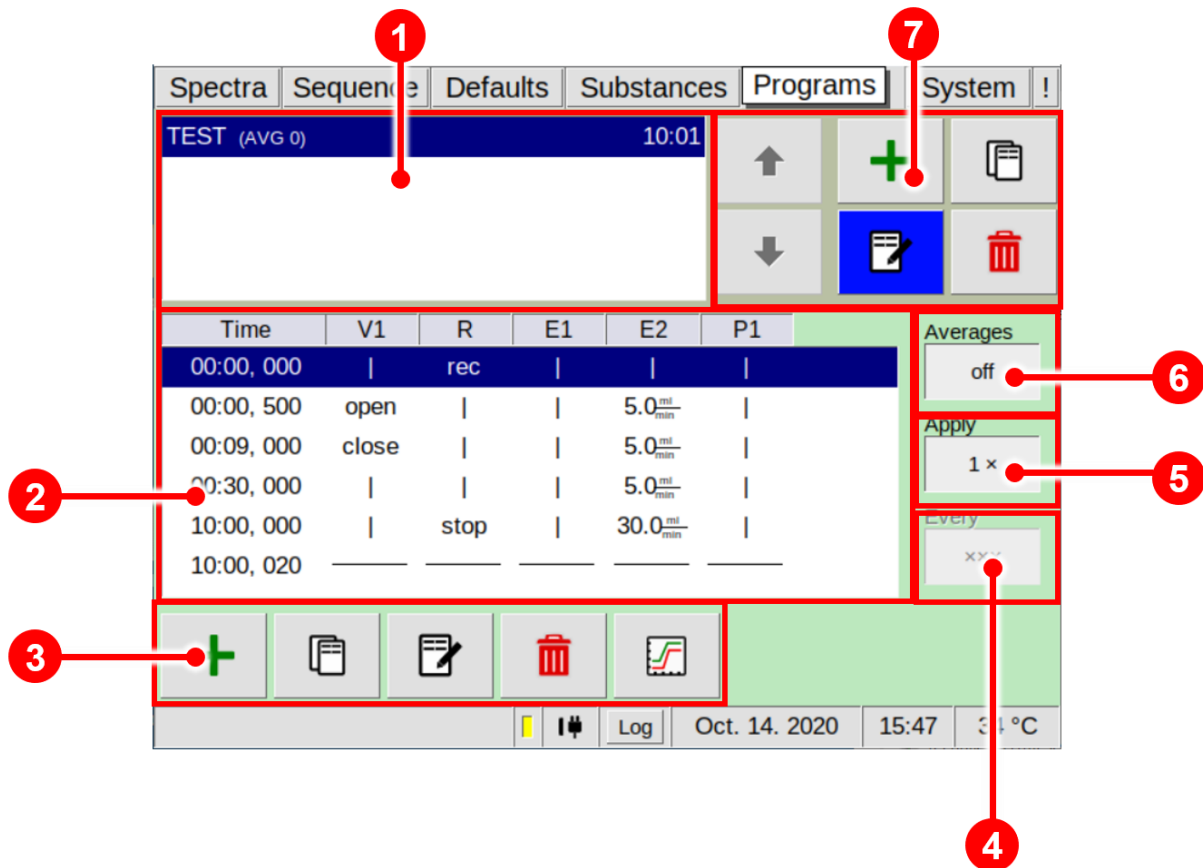 1 7
Spectra Sequence Defaults Substances Programs System !
TEST (AVG 0) 10:01
Time V1 R E1 E2 P1
00:00, 000 | rec | | |
00:00, 500 open | | 5.0 ml/min |
00:09, 000 close | | 5.0 ml/min |
00:30, 000 | | | 5.0 ml/min |
10:00, 000 | stop | 30.0 ml/min |
10:00, 020
Averages
off
6
Apply
1 ×
5
Every
×××
2
3
Log Oct. 14. 2020 15:47 34 °C
4